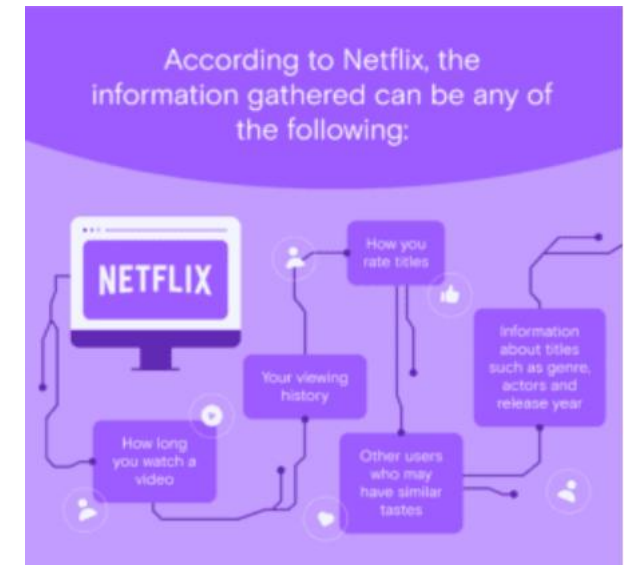 According to Netflix, the
information gathered can be any of
the following:
NETFLIX
How long
you watch a
video
Your viewing
history
How you
rate titles
Other users
who may
have similar
tastes
Information
about titles
such as genre,
actors and
release year